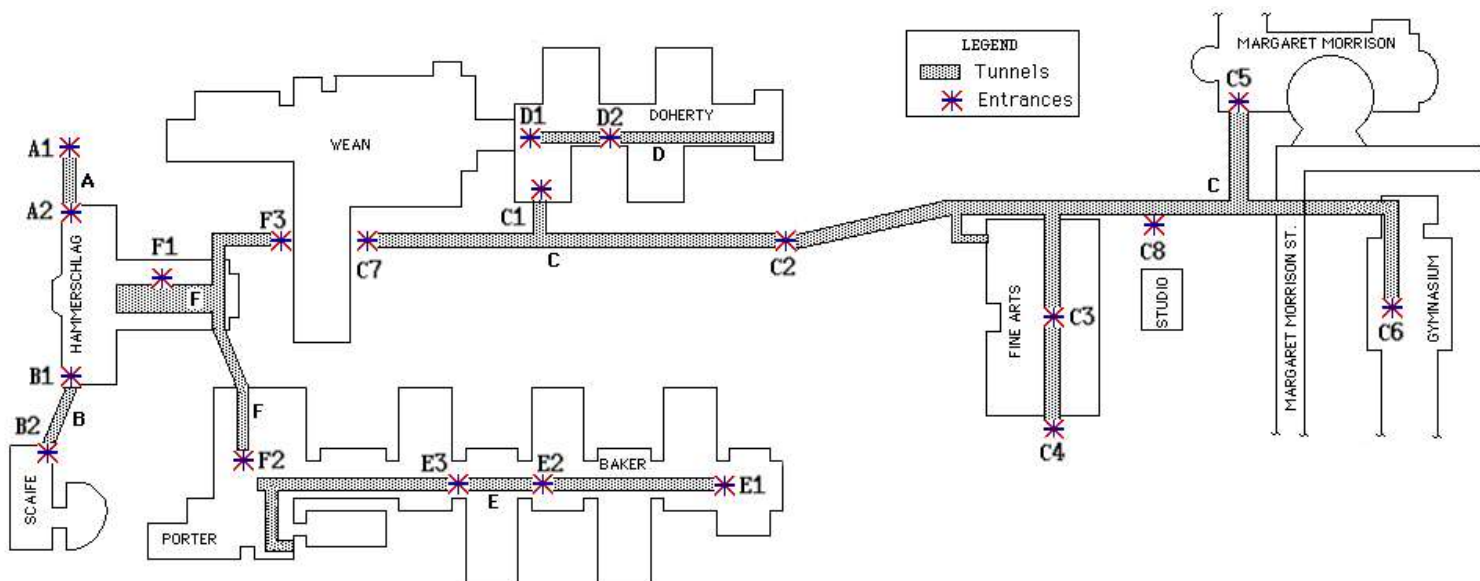 MARGARET MORRISON
LEGEND
Tunnels
Entrances
C5
D1
D2
DOHERTY
WEAN
D
A1
A
C
A2
C1
F3
F1
C7
C
C2
C8
HAMMERSCHLAG
F
STUDIO
MARGARET MORRISON ST.
GYMNASIUM
FINE ARTS
C3
C6
B1
B
F
B2
C4
F2
E3
E2
BAKER
E1
E
SCAIFE
PORTER